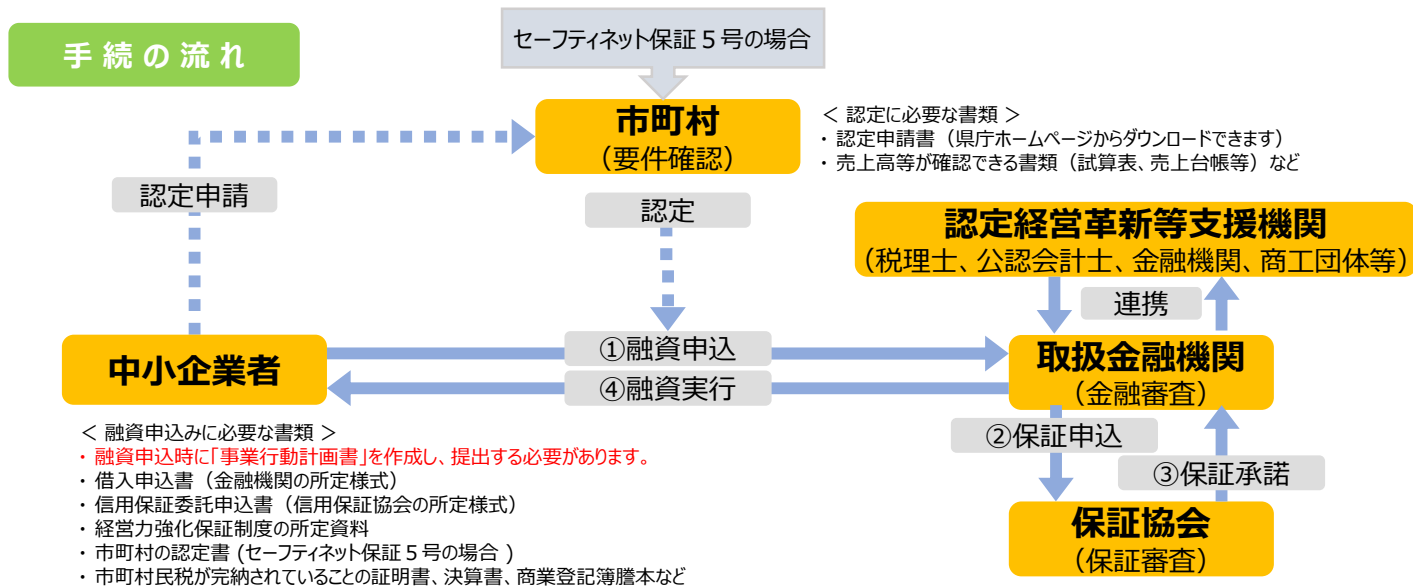 手続の流れ
セーフティネット保証５号の場合
市町村
（要件確認）
＜ 認定に必要な書類 ＞
・ 認定申請書（県庁ホームページからダウンロードできます）
・ 売上高等が確認できる書類（試算表、売上台帳等）など
認定申請
認定
認定経営革新等支援機関
（税理士、公認会計士、金融機関、商工団体等）
連携
中小企業者
①融資申込
④融資実行
取扱金融機関
（金融審査）
＜ 融資申込みに必要な書類 ＞
・ 融資申込時に「事業行動計画書」を作成し、提出する必要があります。
・ 借入申込書（金融機関の所定様式）
・ 信用保証委託申込書（信用保証協会の所定様式）
・ 経営力強化保証制度の所定資料
・ 市町村の認定書 (セーフティネット保証５号の場合 )
・ 市町村民税が完納されていることの証明書、決算書、商業登記簿謄本など
②保証申込
③保証承諾
保証協会
（保証審査）